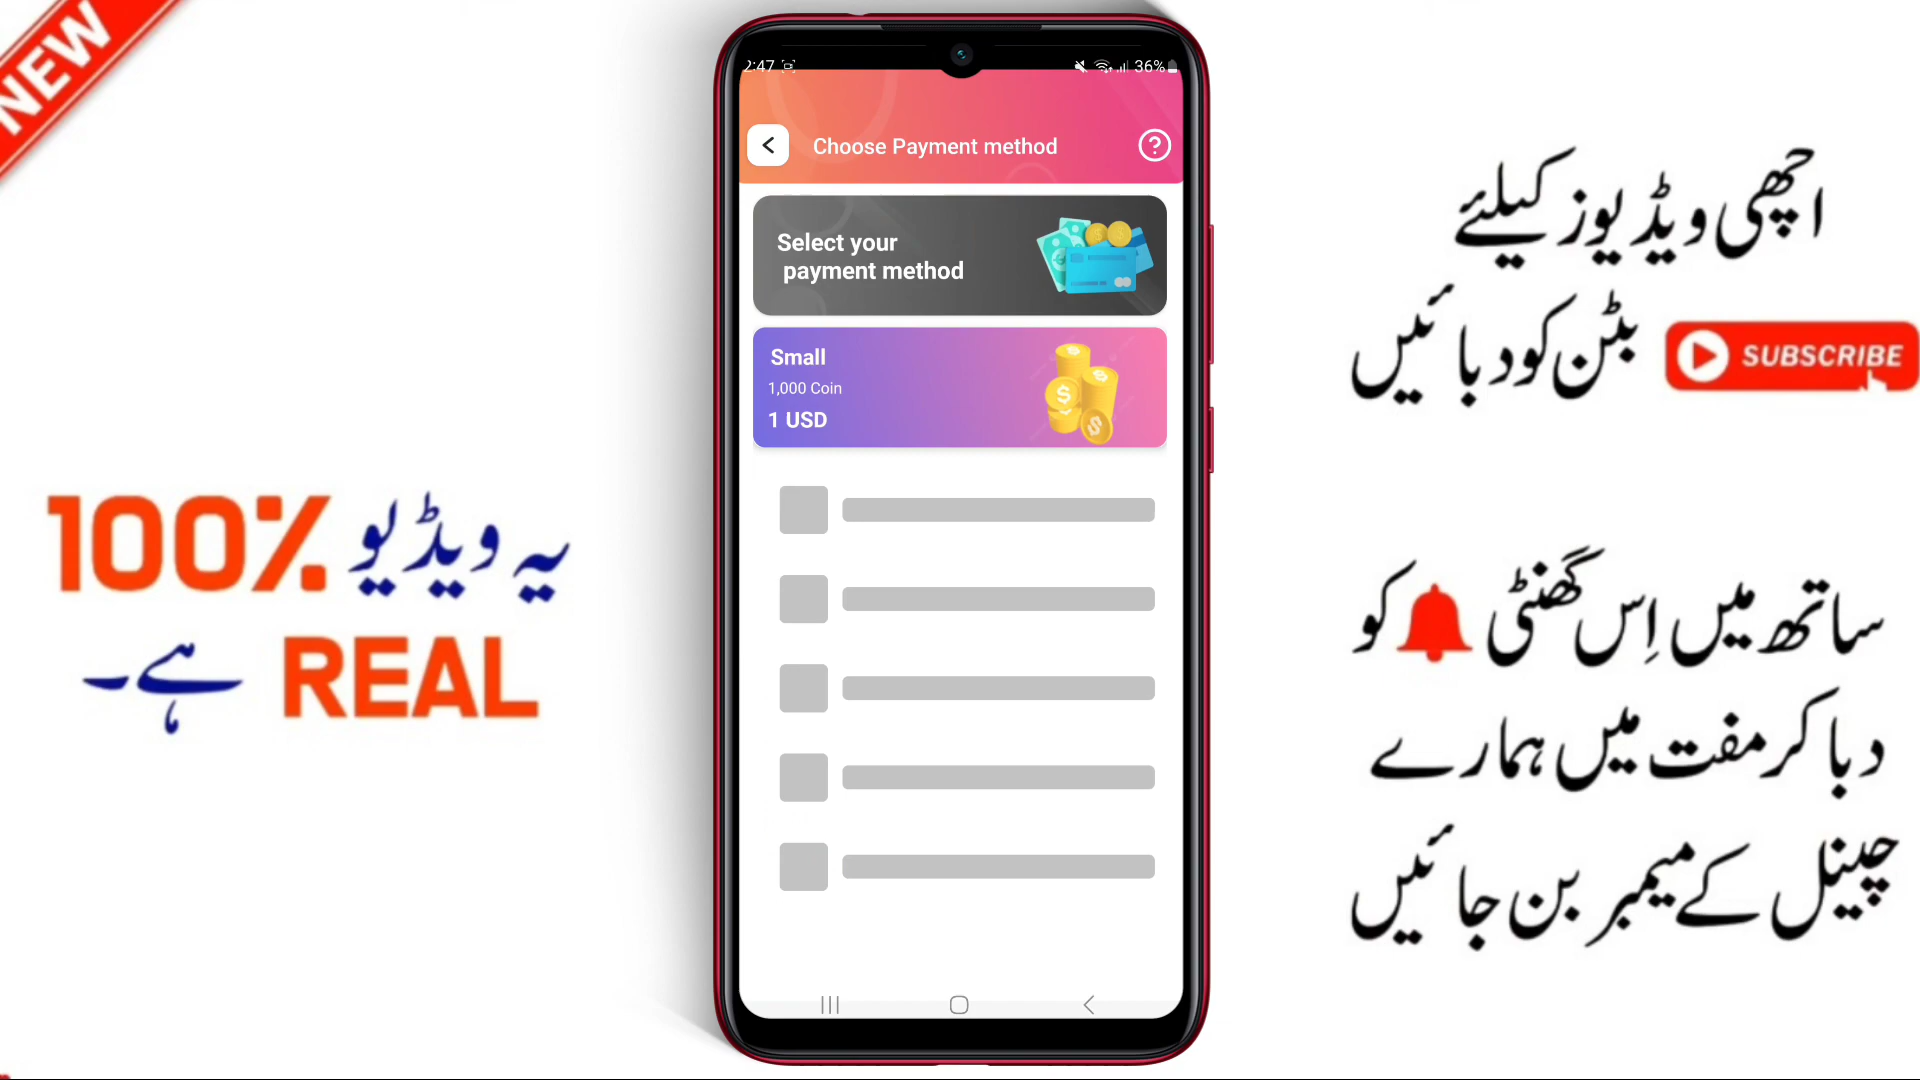 NEW
یہ ویڈیو 100%
REAL ہے۔
2:47
36%
Choose Payment method
?
Select your
payment method
Small
1,000 Coin
1 USD
اچھی ویڈیوز کیلئے
SUBSCRIBE بٹن کو دبائیں
ساتھ میں اِس گھنٹی کو
دبا کر مفت میں ہمارے
چینل کے میمبر بن جائیں